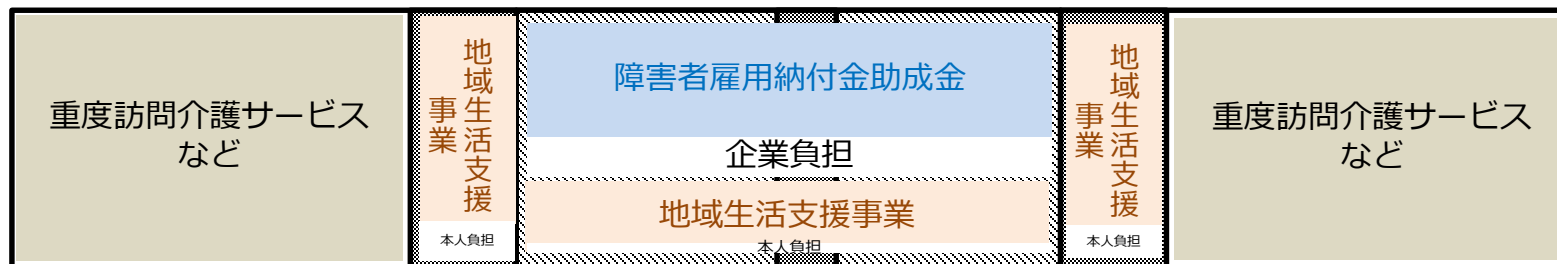 重度訪問介護サービス
など
地域生活支援
事業
本人負担
障害者雇用納付金助成金
企業負担
地域生活支援事業
本人負担
地域生活支援
事業
本人負担
重度訪問介護サービス
など